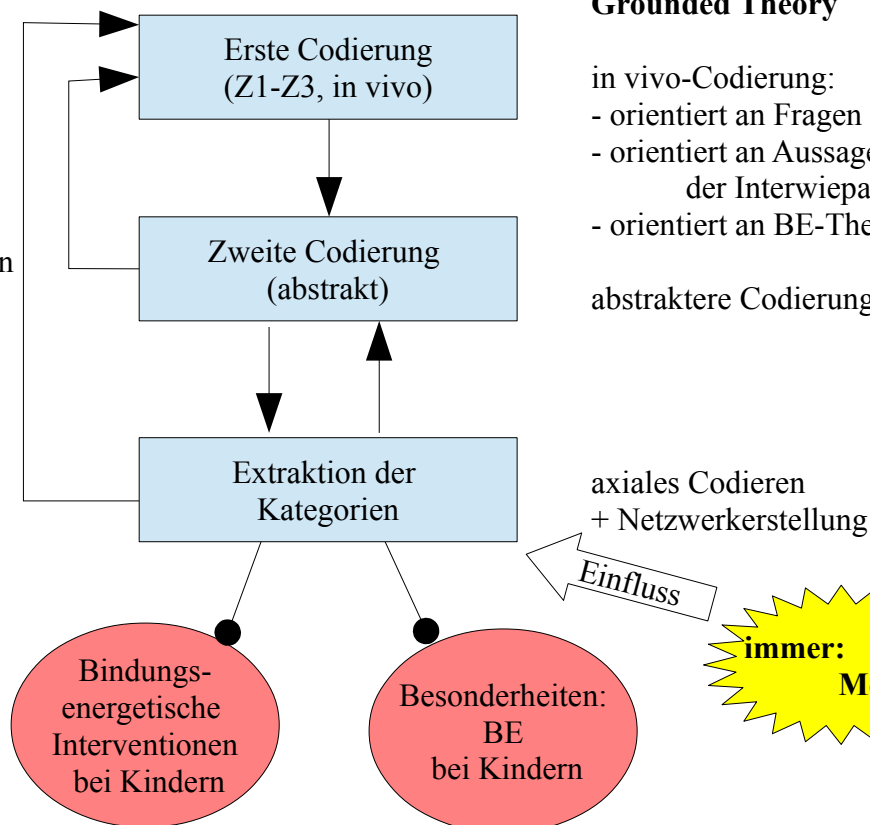 Grounded Theory
Erste Codierung
(Z1-Z3, in vivo)
in vivo-Codierung:
- orientiert an Fragen
- orientiert an Aussage
der Interwiepa
- orientiert an BE-The
n
Zweite Codierung
(abstrakt)
abstraktere Codierung
Extraktion der
Kategorien
axiales Codieren
+ Netzwerkerstellung
Einfluss
immer:
M
Bindungs-
energetische
Interventionen
bei Kindern
Besonderheiten:
BE
bei Kindern